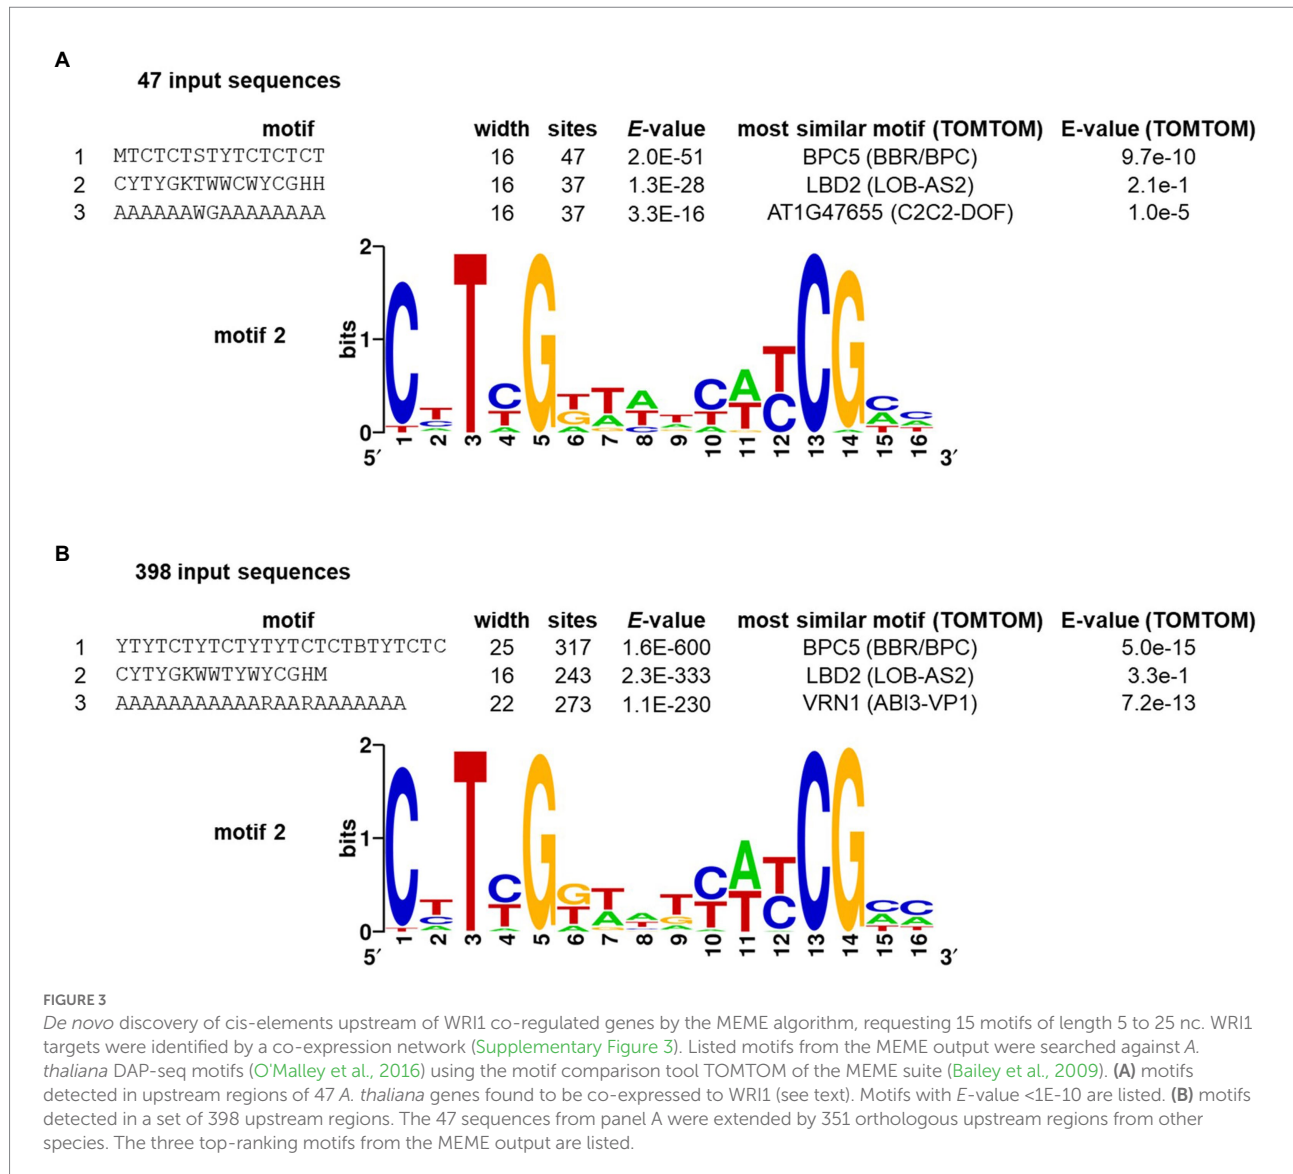 A
47 input sequences
motif width sites E-value most similar motif (TOMTOM) E-value (TOMTOM)
1 MTCTCTSTYTCTCTCT 16 47 2.0E-51 BPC5 (BBR/BPC) 9.7e-10
2 CYTYGKTWWCWYCGHH 16 37 1.3E-28 LBD2 (LOB-AS2) 2.1e-1
3 AAAAAAWGAAAAAAAA 16 37 3.3E-16 AT1G47655 (C2C2-DOF) 1.0e-5
motif 2
bits
2
1
0
1 2 3 4 5 6 7 8 9 10 11 12 13 14 15 16
5′ 3′
B
398 input sequences
motif width sites E-value most similar motif (TOMTOM) E-value (TOMTOM)
1 YTYTCTYTCTYTYTCTCTBTYTCTC 25 317 1.6E-600 BPC5 (BBR/BPC) 5.0e-15
2 CYTYGKWWTYWYCGHM 16 243 2.3E-333 LBD2 (LOB-AS2) 3.3e-1
3 AAAAAAAAAAARAARAAAAAAA 22 273 1.1E-230 VRN1 (ABI3-VP1) 7.2e-13
motif 2
bits
2
1
0
1 2 3 4 5 6 7 8 9 10 11 12 13 14 15 16
5′ 3′
FIGURE 3
De novo discovery of cis-elements upstream of WRI1 co-regulated genes by the MEME algorithm, requesting 15 motifs of length 5 to 25 nc. WRI1
targets were identified by a co-expression network (Supplementary Figure 3). Listed motifs from the MEME output were searched against A.
thaliana DAP-seq motifs (O'Malley et al., 2016) using the motif comparison tool TOMTOM of the MEME suite (Bailey et al., 2009). (A) motifs
detected in upstream regions of 47 A. thaliana genes found to be co-expressed to WRI1 (see text). Motifs with E-value <1E-10 are listed. (B) motifs
detected in a set of 398 upstream regions. The 47 sequences from panel A were extended by 351 orthologous upstream regions from other
species. The three top-ranking motifs from the MEME output are listed.